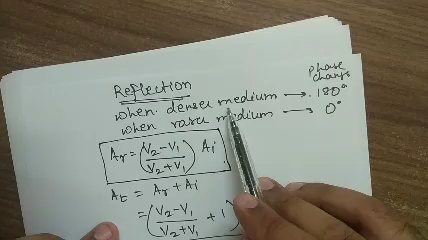 Reflection
phase
change
when denser medium → 180°
when rarer medium → 0°
Ar = (V2 - V1 / V2 + V1) Ai
At = Ar + Ai
= (V2 - V1 / V2 + V1 + 1)